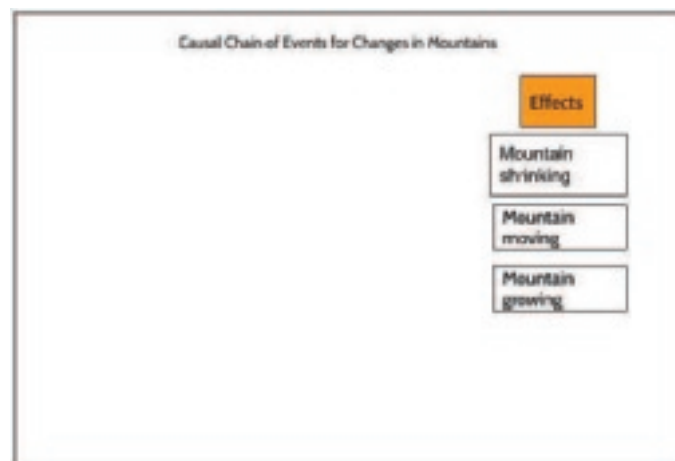 Causal Chain of Events for Changes in Mountains
Effects
Mountain
shrinking
Mountain
moving
Mountain
growing